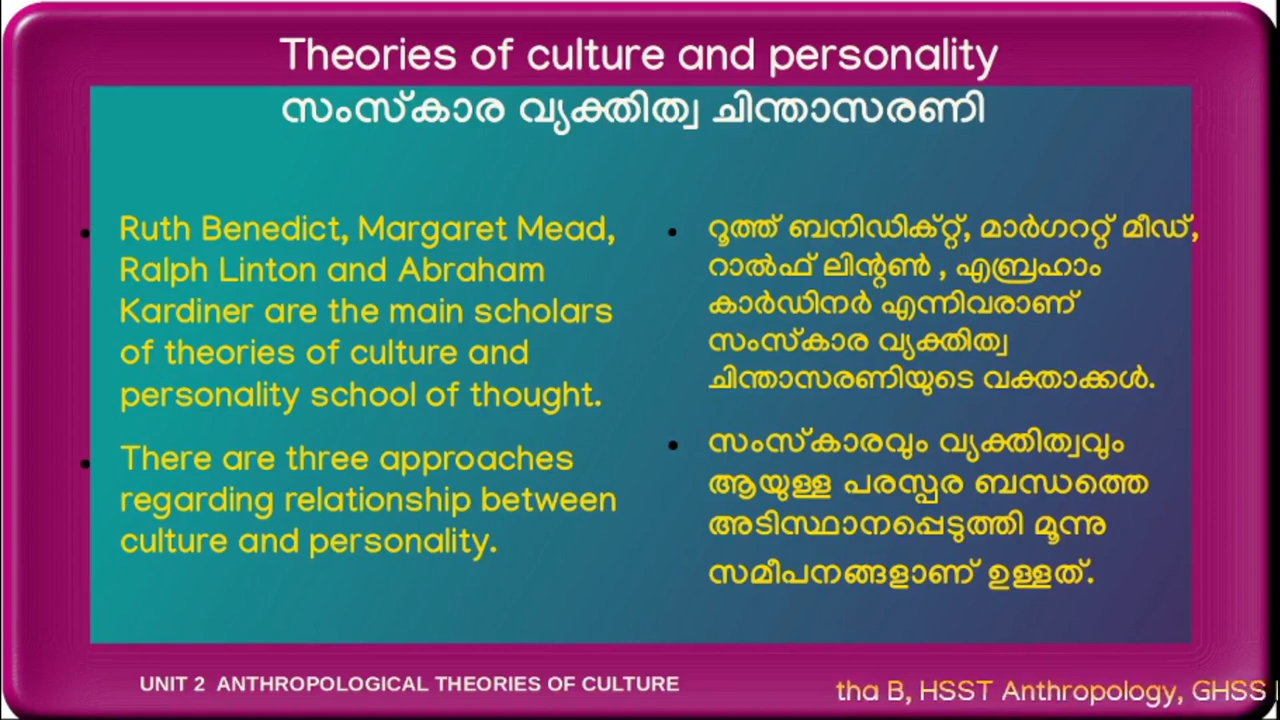 Theories of culture and personality
സംസ്കാര വ്യക്തിത്വ ചിന്താസരണി
Ruth Benedict, Margaret Mead,
Ralph Linton and Abraham
Kardiner are the main scholars
of theories of culture and
personality school of thought.
There are three approaches
regarding relationship between
culture and personality.
റൂത്ത് ബനിഡിക്റ്റ്, മാർഗററ്റ് മീഡ്,
റാൽഫ് ലിന്റൺ , എബ്രഹാം
കാർഡിനർ എന്നിവരാണ്
സംസ്കാര വ്യക്തിത്വ
ചിന്താസരണിയുടെ വക്താക്കൾ.
സംസ്കാരവും വ്യക്തിത്വവും
ആയുള്ള പരസ്പര ബന്ധത്തെ
അടിസ്ഥാനപ്പെടുത്തി മൂന്നു
സമീപനങ്ങളാണ് ഉള്ളത്.
UNIT 2 ANTHROPOLOGICAL THEORIES OF CULTURE
tha B, HSST Anthropology, GHSS